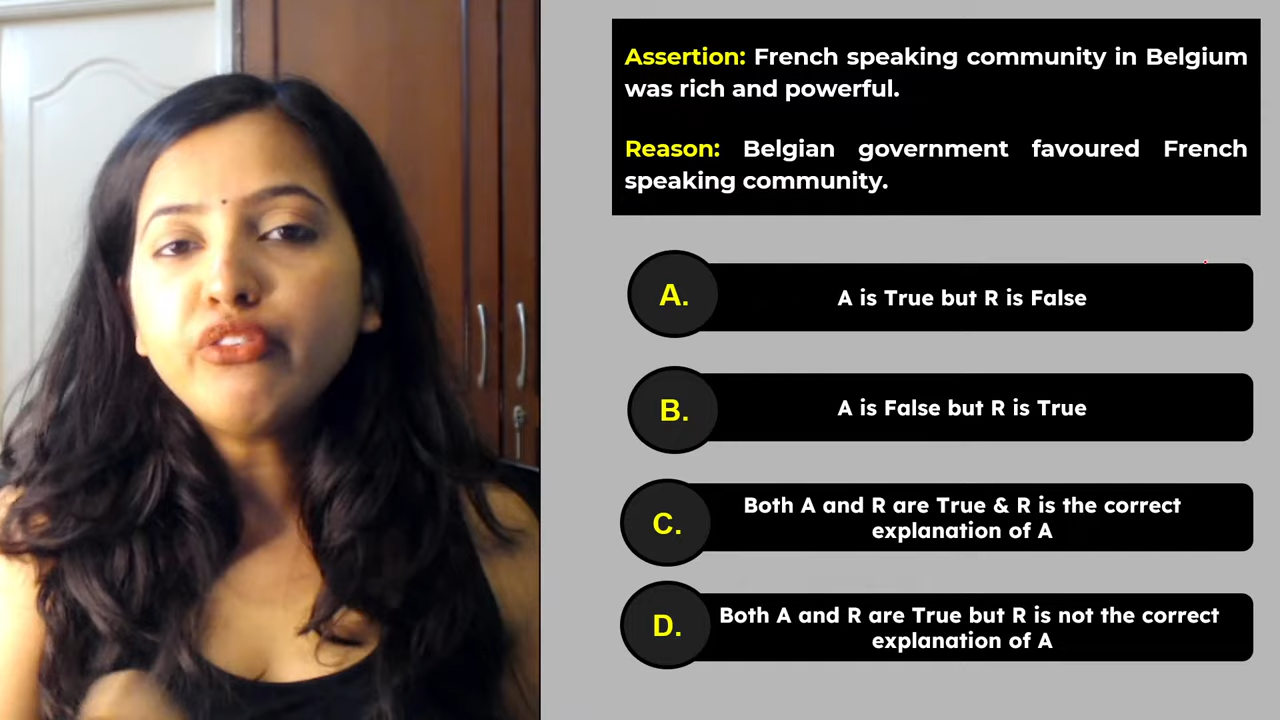 Assertion: French speaking community in Belgium
was rich and powerful.
Reason: Belgian government favoured French
speaking community.
A. A is True but R is False
B. A is False but R is True
C. Both A and R are True & R is the correct
explanation of A
D. Both A and R are True but R is not the correct
explanation of A